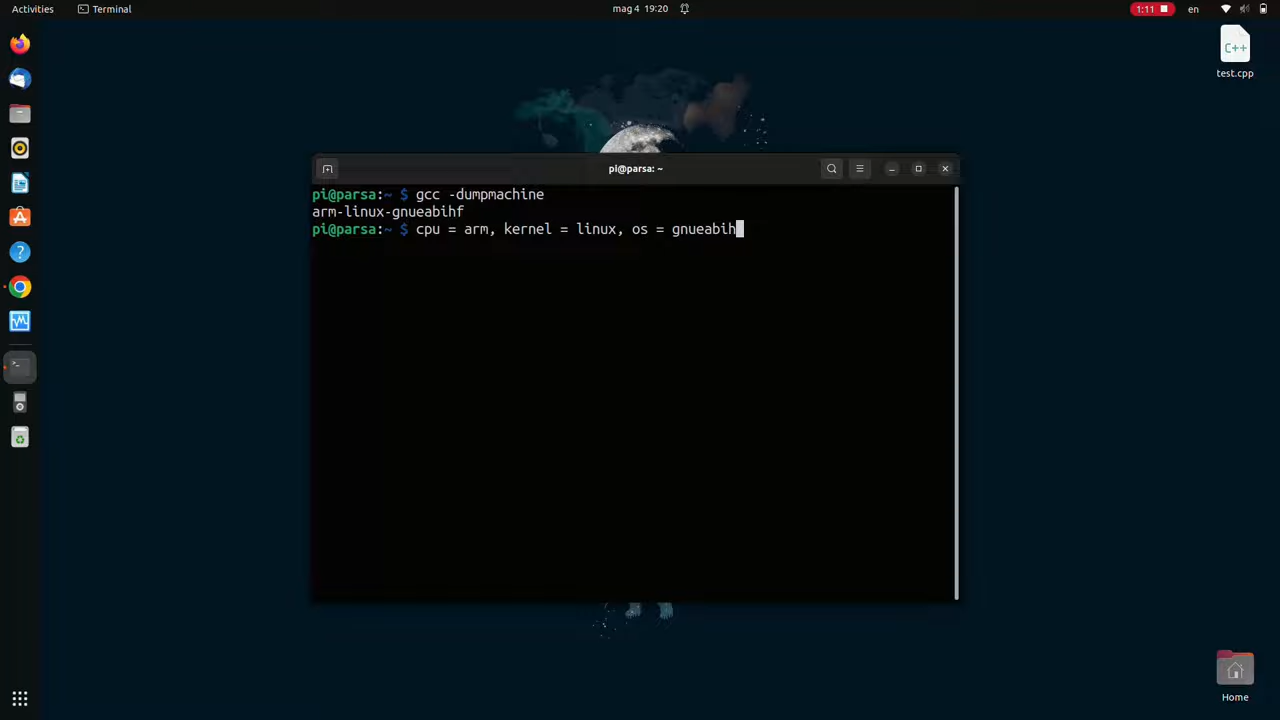 Activities
Terminal
mag 4 19:20
1:11
en
C++
test.cpp
pi@parsa: ~
pi@parsa:~ $ gcc -dumpmachine
arm-linux-gnueabihf
pi@parsa:~ $ cpu = arm, kernel = linux, os = gnueabih
Home